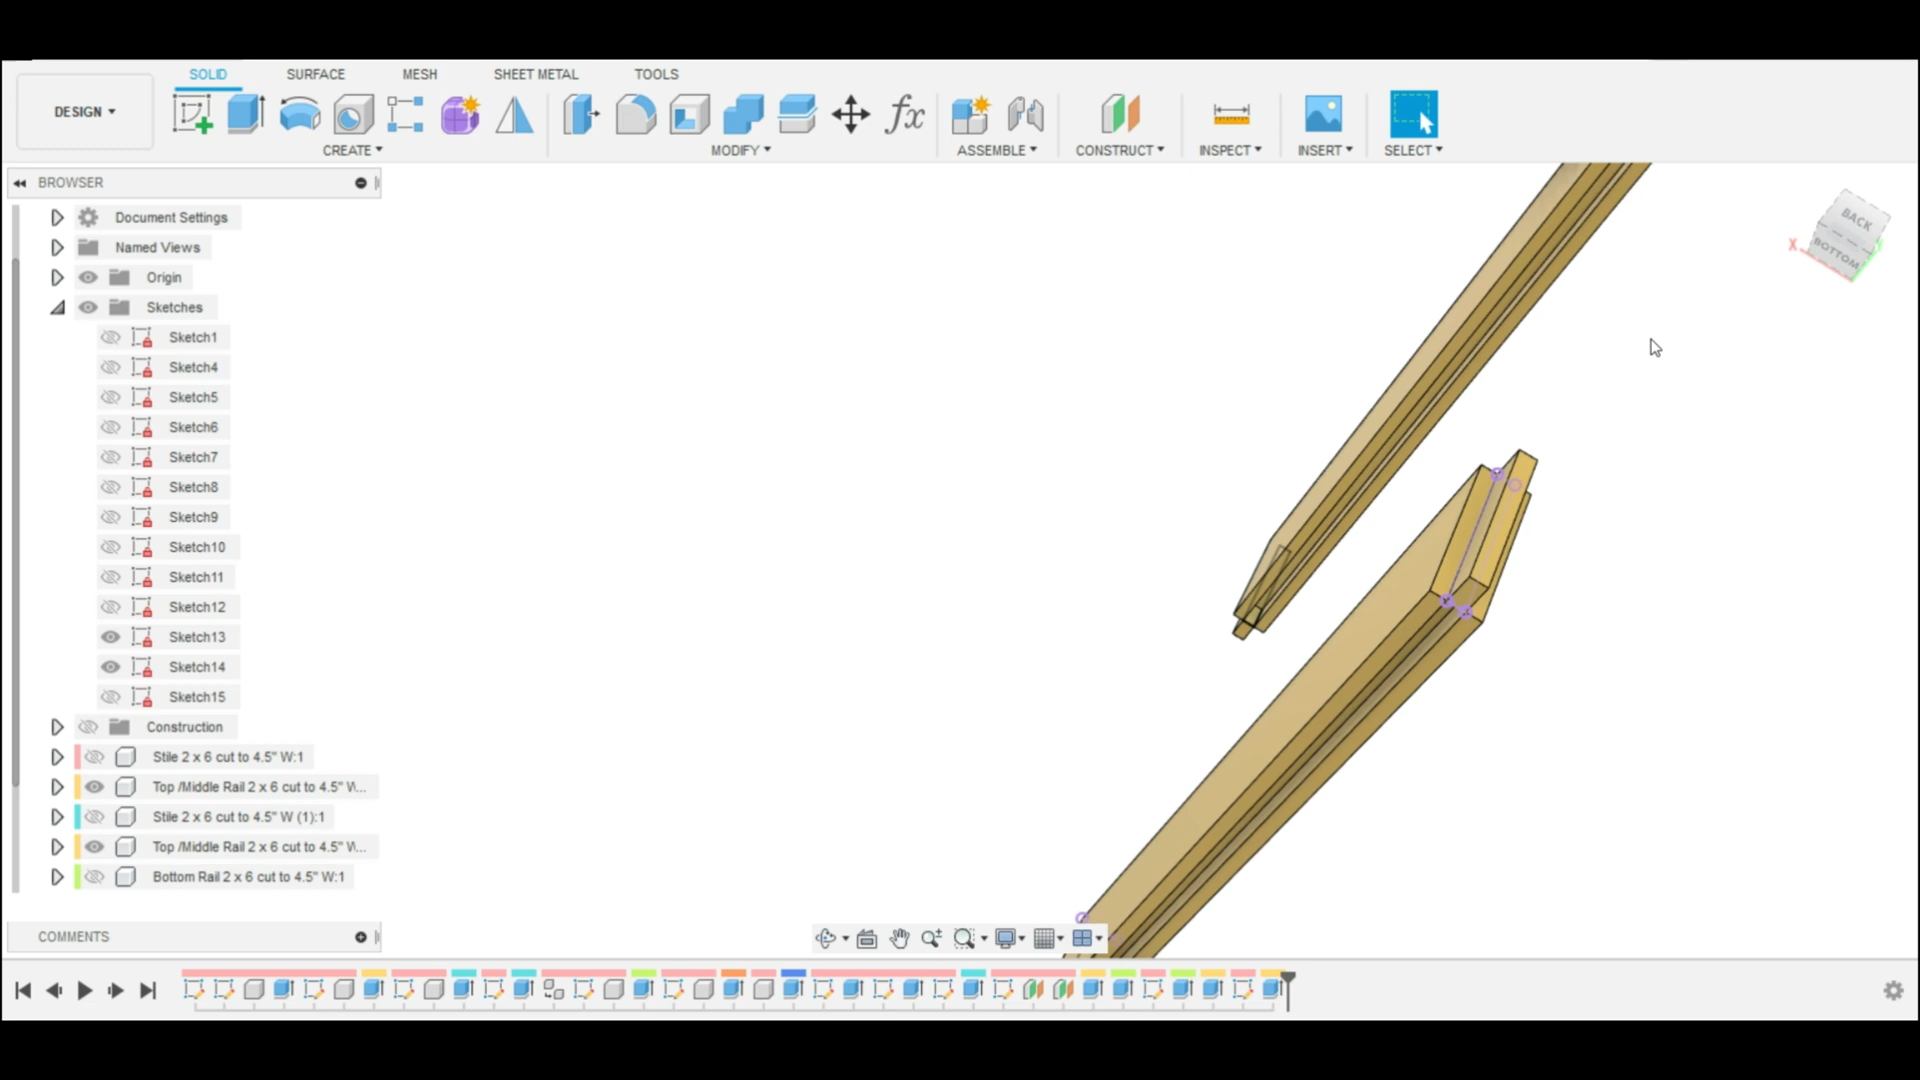 SOLID SURFACE MESH SHEET METAL TOOLS
DESIGN
CREATE MODIFY ASSEMBLE CONSTRUCT INSPECT INSERT SELECT
fx
BROWSER
Document Settings
Named Views
Origin
Sketches
Sketch1
Sketch4
Sketch5
Sketch6
Sketch7
Sketch8
Sketch9
Sketch10
Sketch11
Sketch12
Sketch13
Sketch14
Sketch15
Construction
Stile 2 x 6 cut to 4.5" W:1
Top /Middle Rail 2 x 6 cut to 4.5" W...
Stile 2 x 6 cut to 4.5" W (1):1
Top /Middle Rail 2 x 6 cut to 4.5" W...
Bottom Rail 2 x 6 cut to 4.5" W:1
COMMENTS
BACK
BOTTOM
X